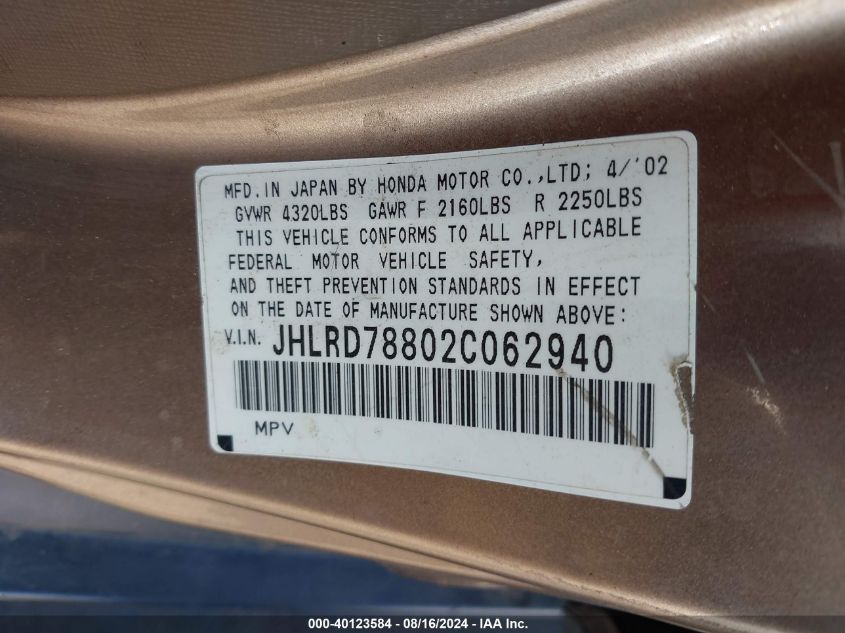 MFD.IN JAPAN BY HONDA MOTOR CO.,LTD; 4/'02
GVWR 4320LBS GAWR F 2160LBS R 2250LBS
THIS VEHICLE CONFORMS TO ALL APPLICABLE
FEDERAL MOTOR VEHICLE SAFETY,
AND THEFT PREVENTION STANDARDS IN EFFECT
ON THE DATE OF MANUFACTURE SHOWN ABOVE:
V.I.N. JHLRD78802C062940
MPV
000-40123584 / 08/16/2024 - IAA Inc.